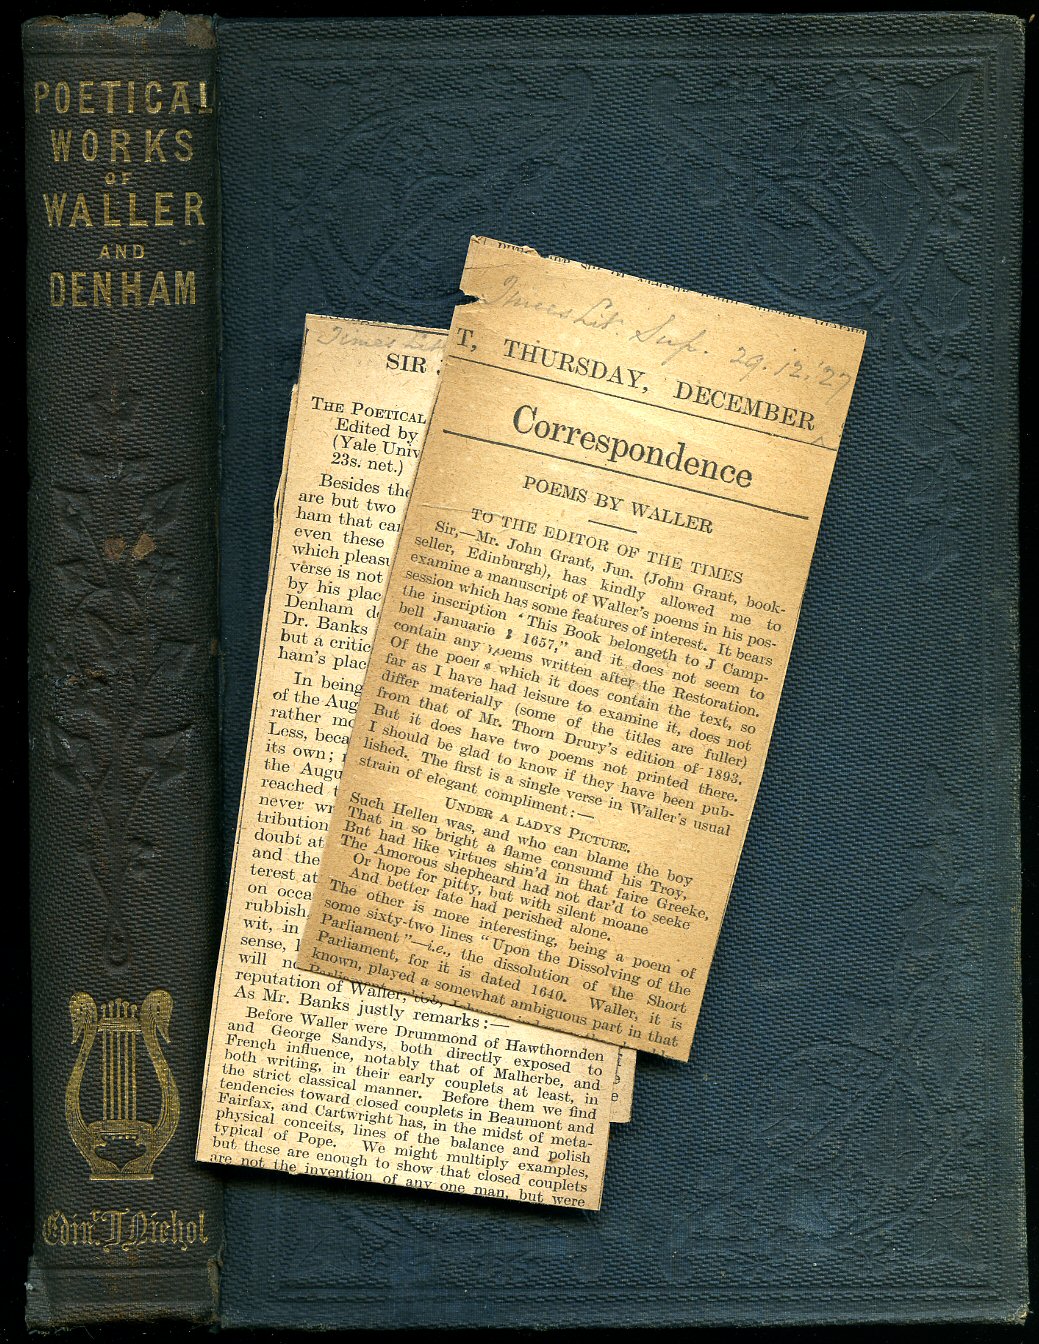 POETICAL
WORKS
OF
WALLER
AND
DENHAM
Edinr. J Nichol
Times Lit. Sup. 29.12.'27
T, THURSDAY, DECEMBER
Correspondence
POEMS BY WALLER
TO THE EDITOR OF THE TIMES
Sir,—Mr. John Grant, Jun. (John Grant, book-
seller, Edinburgh), has kindly allowed me to
examine a manuscript of Waller's poems in his pos-
session which has some features of interest. It bears
the inscription "This Book belongeth to J Camp-
bell Januarie 1657," and it does not seem to
contain any poems written after the Restoration.
Of the poems which it does contain the text, so
far as I have had leisure to examine it, does not
differ materially (some of the titles are fuller)
from that of Mr. Thorn Drury's edition of 1893.
But it does have two poems not printed there.
I should be glad to know if they have been pub-
lished. The first is a single verse in Waller's usual
strain of elegant compliment:—
UNDER A LADYS PICTURE.
Such Hellen was, and who can blame the boy
That in so bright a flame consumd his Troy,
But had like virtues shin'd in that faire Greeke,
The Amorous shepheard had not dar'd to seeke
Or hope for pitty, but with silent moane
And better fate had perished alone.
The other is more interesting, being a poem of
some sixty-two lines "Upon the Dissolving of the
Parliament"—i.e., the dissolution of the Short
Parliament, for it is dated 1640. Waller, it is
known, played a somewhat ambiguous part in that
Times Lit
SIR
THE POETICAL
Edited by
(Yale Univ
23s. net.)
Besides the
are but two
ham that can
even these
which pleasu
verse is not
by his plac
Denham de
Dr. Banks
but a critic
ham's plac
In being
of the Aug
rather mo
Less, beca
its own;
the Augu
reached t
never wr
tribution
doubt at
and the
terest at
on occa
rubbish.
wit, in
sense,
will no
reputation of Waller,
As Mr. Banks justly remarks:—
Before Waller were Drummond of Hawthornden
and George Sandys, both directly exposed to
French influence, notably that of Malherbe, and
both writing, in their early couplets at least, in
the strict classical manner. Before them we find
tendencies toward closed couplets in Beaumont and
Fairfax, and Cartwright has, in the midst of meta-
physical conceits, lines of the balance and polish
typical of Pope. We might multiply examples,
but these are enough to show that closed couplets
are not the invention of any one man, but were